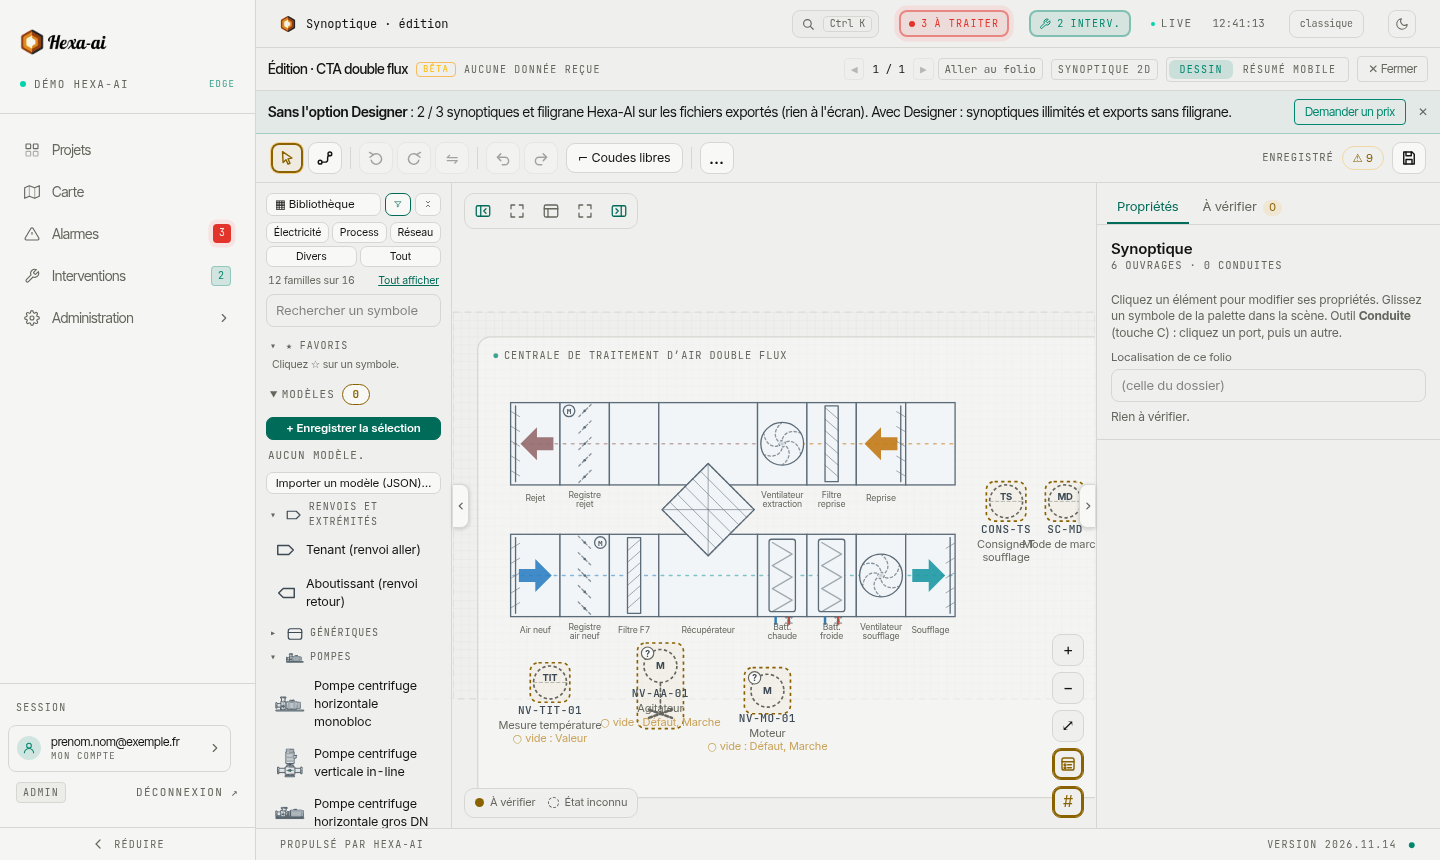 Hexa-ai
DÉMO HEXA-AI
EDGE
Projets
Carte
Alarmes
3
Interventions
2
Administration
SESSION
prenom.nom@exemple.fr
MON COMPTE
ADMIN
DÉCONNEXION ↗
RÉDUIRE
Synoptique · édition
Ctrl K
3 À TRAITER
2 INTERV.
LIVE
12:41:13
classique
Édition · CTA double flux
BÊTA
AUCUNE DONNÉE REÇUE
1 / 1
Aller au folio
SYNOPTIQUE 2D
DESSIN
RÉSUMÉ MOBILE
✕ Fermer
Sans l'option Designer : 2 / 3 synoptiques et filigrane Hexa-AI sur les fichiers exportés (rien à l'écran). Avec Designer : synoptiques illimités et exports sans filigrane.
Demander un prix
✕
Coudes libres
...
ENREGISTRÉ
⚠ 9
Bibliothèque
Électricité
Process
Réseau
Divers
Tout
12 familles sur 16
Tout afficher
Rechercher un symbole
▾ ★ FAVORIS
Cliquez ☆ sur un symbole.
▼ MODÈLES
0
+ Enregistrer la sélection
AUCUN MODÈLE.
Importer un modèle (JSON)...
RENVOIS ET
EXTRÉMITÉS
Tenant (renvoi aller)
Aboutissant (renvoi
retour)
GÉNÉRIQUES
POMPES
Pompe centrifuge
horizontale
monobloc
Pompe centrifuge
verticale in-line
Pompe centrifuge
horizontale gros DN
CENTRALE DE TRAITEMENT D'AIR DOUBLE FLUX
M
Rejet
Registre
rejet
Ventilateur
extraction
Filtre
reprise
Reprise
M
Air neuf
Registre
air neuf
Filtre F7
Récupérateur
Batt.
chaude
Batt.
froide
Ventilateur
soufflage
Soufflage
TS
CONS-TS
Consigne T
soufflage
MD
SC-MD
Mode de marc
TIT
NV-TIT-01
Mesure température
vide : Valeur
?
M
NV-AA-01
Agitateur
vide : Défaut, Marche
?
M
NV-MO-01
Moteur
vide : Défaut, Marche
+
−
#
À vérifier
État inconnu
Propriétés
À vérifier
0
Synoptique
6 OUVRAGES · 0 CONDUITES
Cliquez un élément pour modifier ses propriétés. Glissez
un symbole de la palette dans la scène. Outil Conduite
(touche C) : cliquez un port, puis un autre.
Localisation de ce folio
(celle du dossier)
Rien à vérifier.
PROPULSÉ PAR HEXA-AI
VERSION 2026.11.14